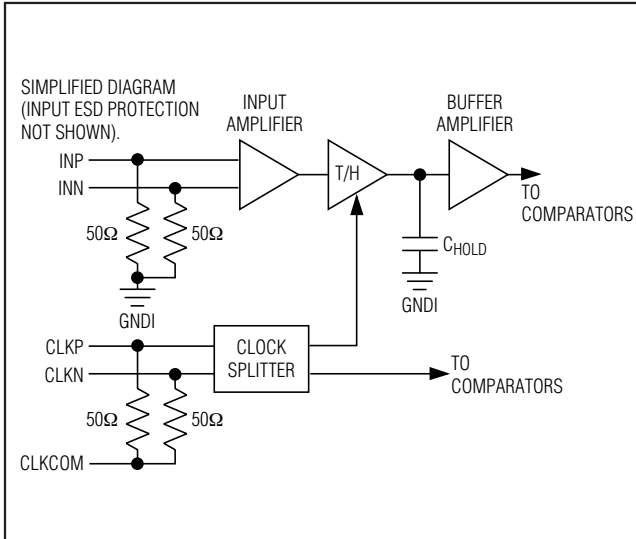 SIMPLIFIED DIAGRAM
(INPUT ESD PROTECTION
NOT SHOWN).
INPUT
AMPLIFIER
BUFFER
AMPLIFIER
INP
INN
T/H
TO
COMPARATORS
50Ω
50Ω
CHOLD
GNDI
GNDI
CLKP
CLKN
CLOCK
SPLITTER
TO
COMPARATORS
50Ω
50Ω
CLKCOM